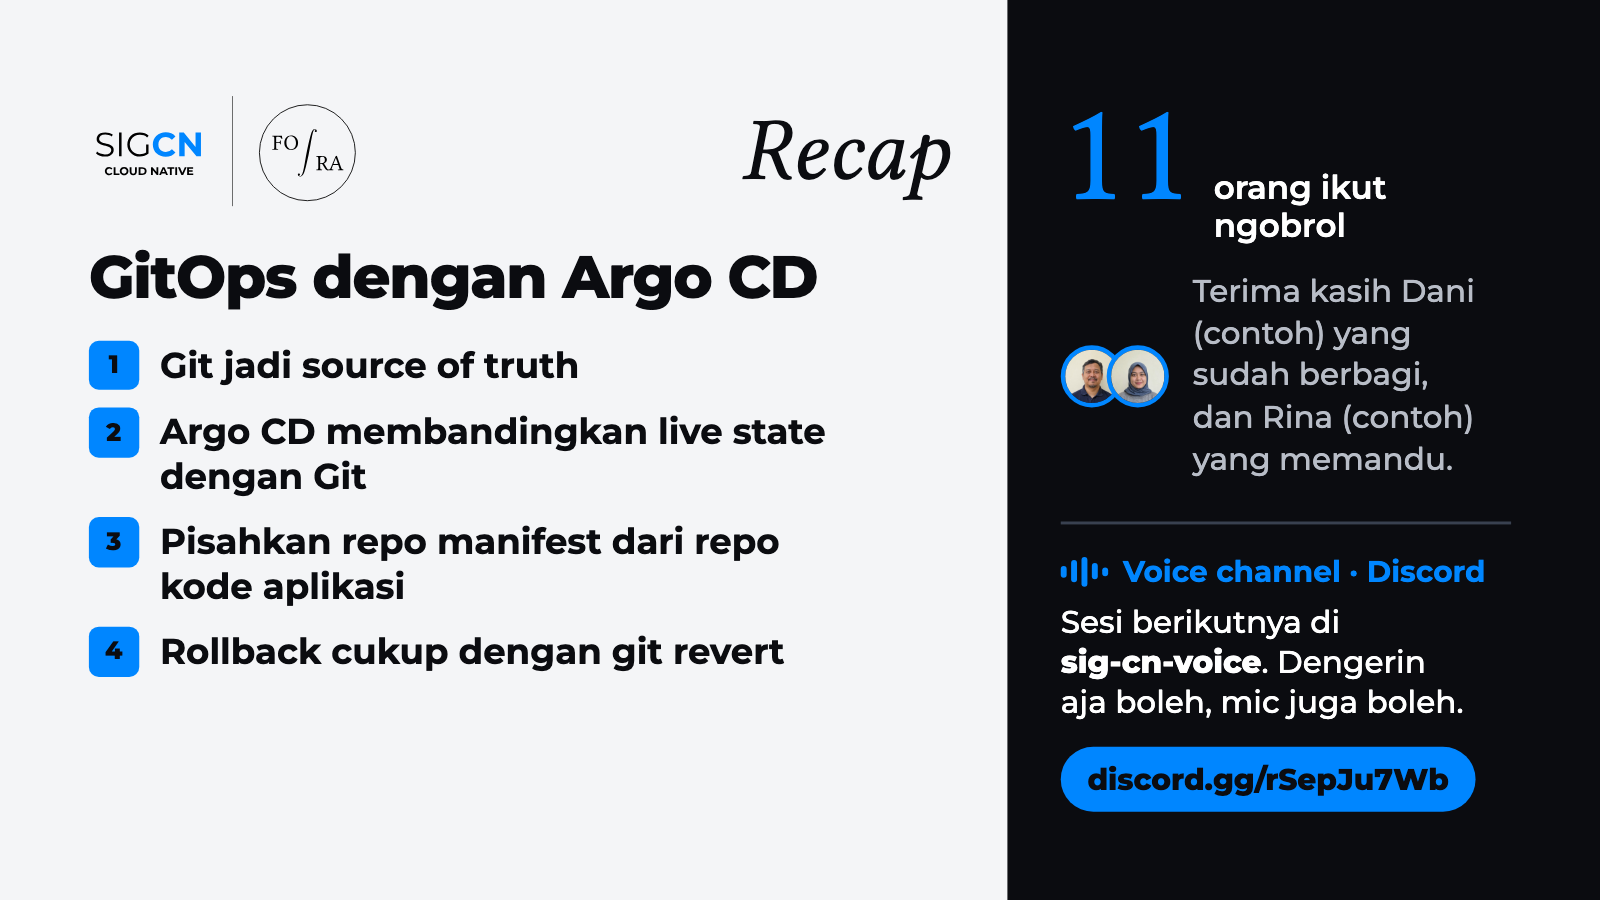 SIGCN
CLOUD NATIVE
FO
RA
Recap
GitOps dengan Argo CD
1
Git jadi source of truth
2
Argo CD membandingkan live state
dengan Git
3
Pisahkan repo manifest dari repo
kode aplikasi
4
Rollback cukup dengan git revert
11
orang ikut
ngobrol
Terima kasih Dani
(contoh) yang
sudah berbagi,
dan Rina (contoh)
yang memandu.
Voice channel · Discord
Sesi berikutnya di
sig-cn-voice. Dengerin
aja boleh, mic juga boleh.
discord.gg/rSepJu7Wb